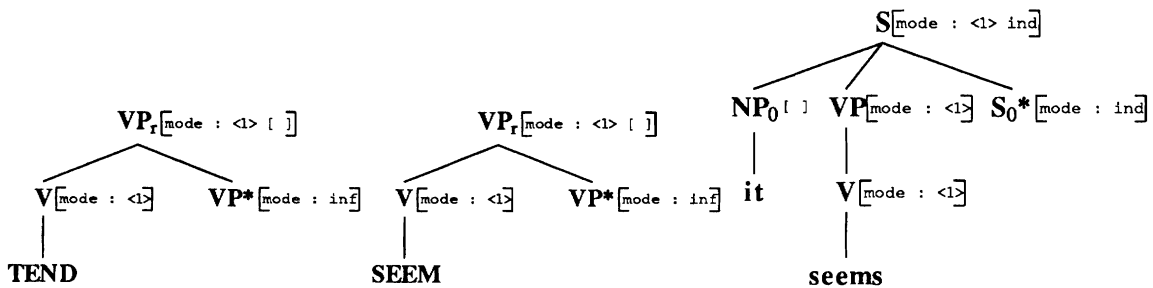 S[mode : <1> ind]
NP0 [ ] VP[mode : <1>] S0*[mode : ind]
VPr[mode : <1> [ ]] VPr[mode : <1> [ ]]
V[mode : <1>] VP*[mode : inf] V[mode : <1>] VP*[mode : inf] it V[mode : <1>]
TEND SEEM seems